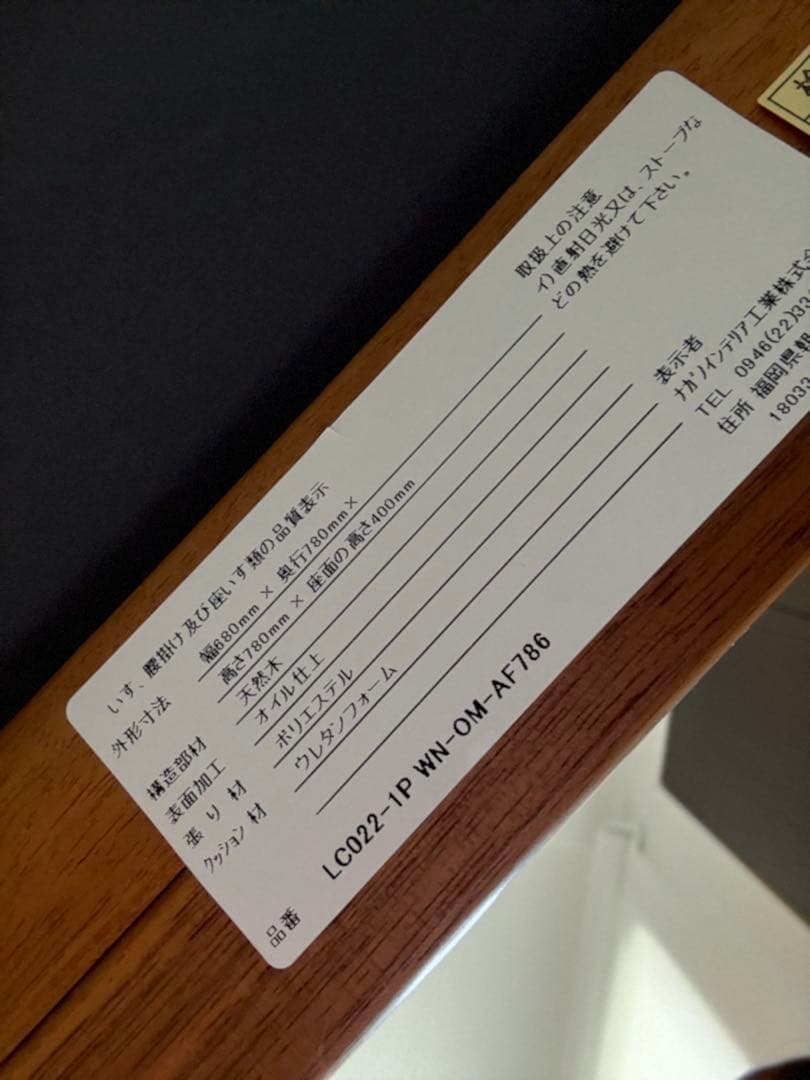 いす、腰掛け及び座いす類の品質表示
外形寸法 幅680mm × 奥行780mm×
高さ780mm × 座面の高さ400mm
構造部材 天然木
表面加工 オイル仕上
張り材 ポリエステル
クッション材 ウレタンフォーム
品番 LC022-1P WN-OM-AF786
取扱上の注意
イ)直射日光又は、ストーブな
どの熱を避けて下さい。
表示者
ナガノインテリア工業株式会
TEL 0946(22)33
住所 福岡県朝
18033
検